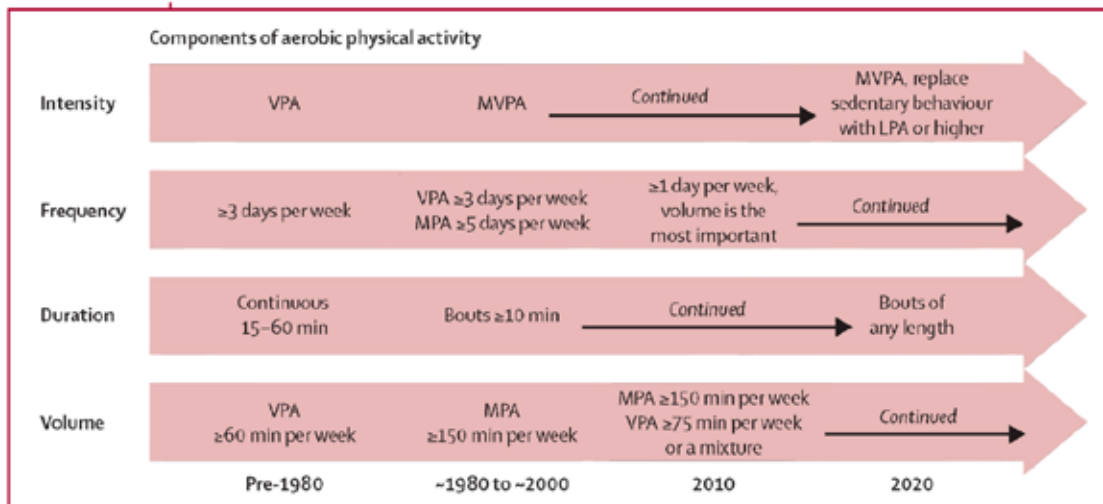 Components of aerobic physical activity
Intensity
VPA
MVPA
Continued
MVPA, replace
sedentary behaviour
with LPA or higher
Frequency
≥3 days per week
VPA ≥3 days per week
MPA ≥5 days per week
≥1 day per week,
volume is the
most important
Continued
Duration
Continuous
15–60 min
Bouts ≥10 min
Continued
Bouts of
any length
Volume
VPA
≥60 min per week
MPA
≥150 min per week
MPA ≥150 min per week
VPA ≥75 min per week
or a mixture
Continued
Pre-1980
~1980 to ~2000
2010
2020